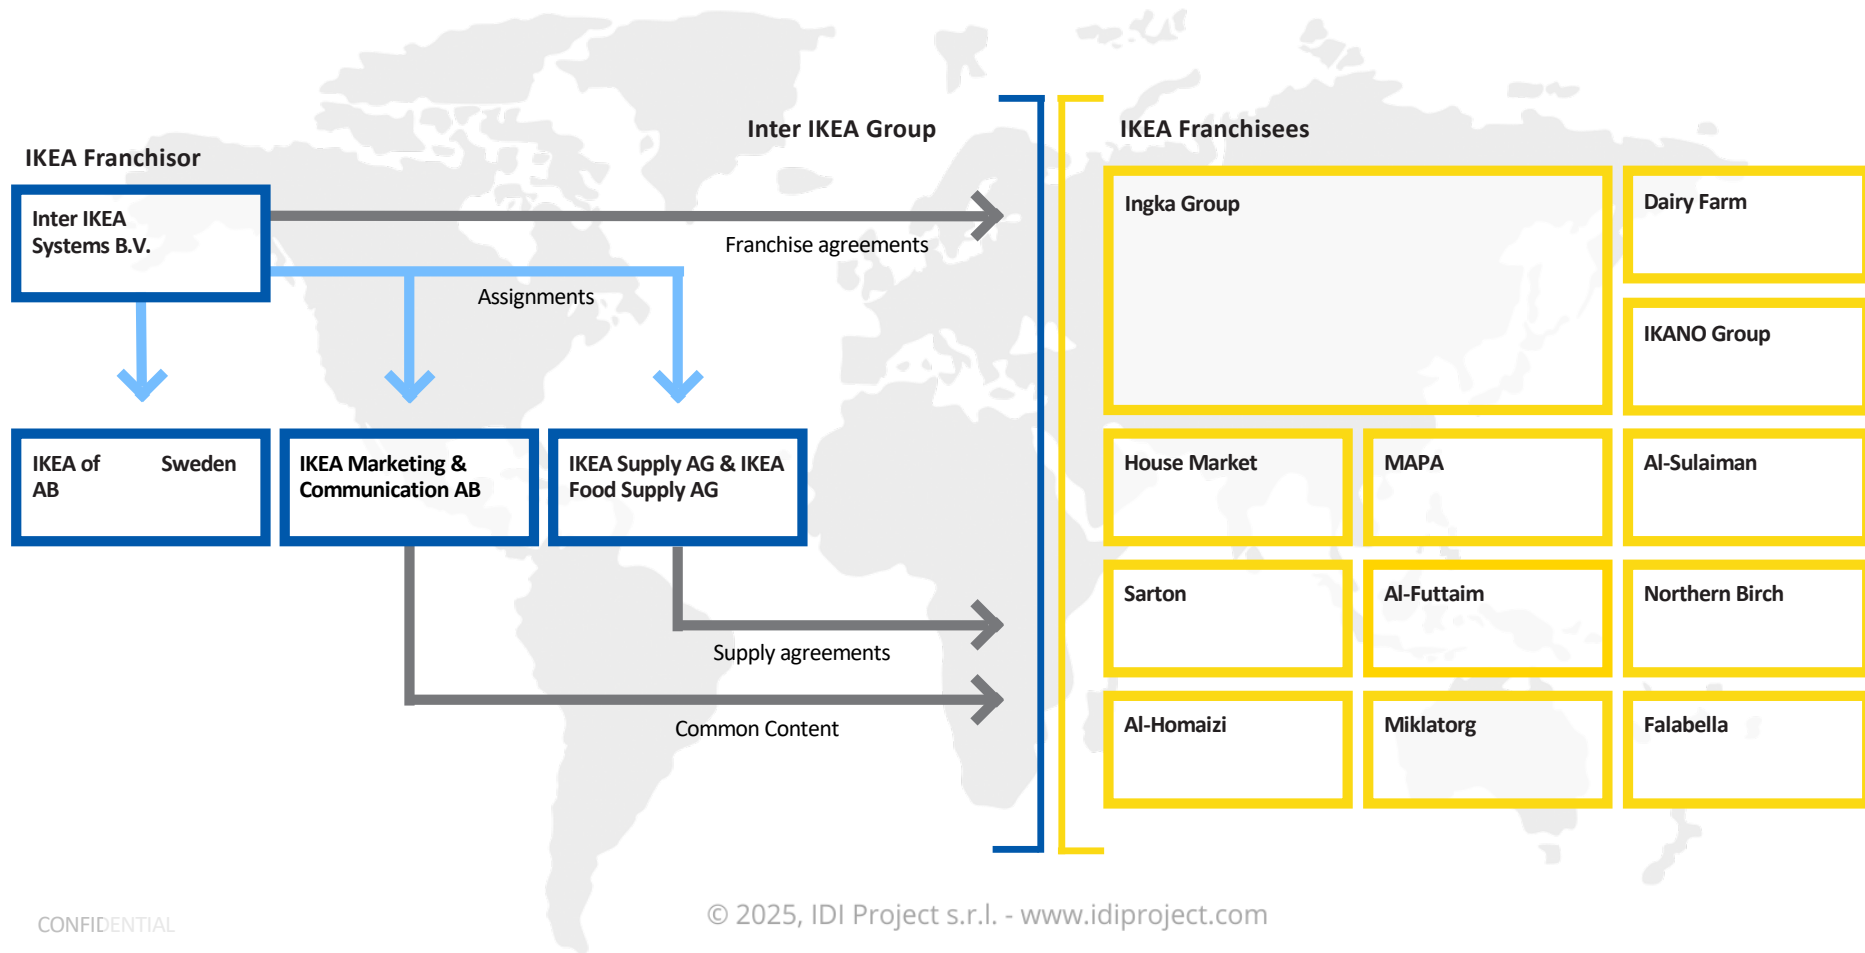 Inter IKEA Group
IKEA Franchisees
IKEA Franchisor
Inter IKEA
Systems B.V.
Franchise agreements
Assignments
IKEA of Sweden
AB
IKEA Marketing &
Communication AB
IKEA Supply AG & IKEA
Food Supply AG
Supply agreements
Common Content
Ingka Group
Dairy Farm
IKANO Group
House Market
MAPA
Al-Sulaiman
Sarton
Al-Futtaim
Northern Birch
Al-Homaizi
Miklatorg
Falabella
CONFIDENTIAL
© 2025, IDI Project s.r.l. - www.idiproject.com